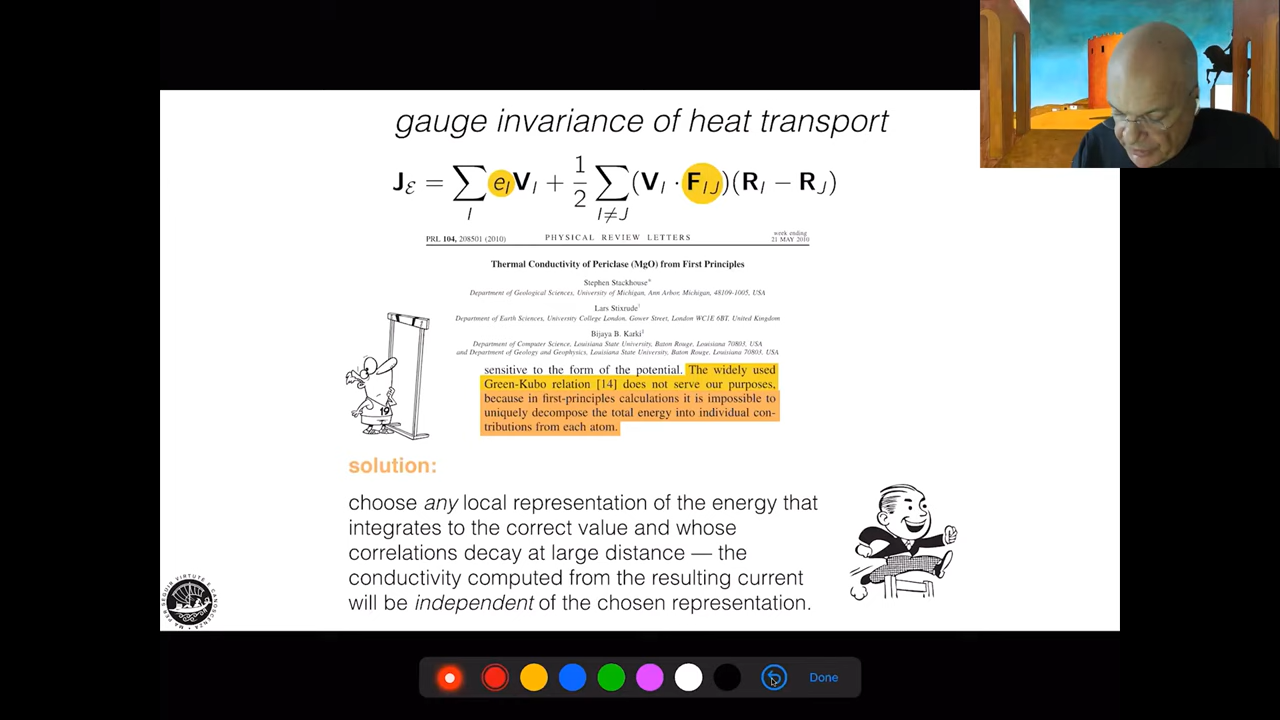 gauge invariance of heat transport
J_ℰ = ∑_I e_I V_I + 1/2 ∑_{I≠J} (V_I · F_{IJ})(R_I − R_J)
PRL 104, 208501 (2010) PHYSICAL REVIEW LETTERS week ending 21 MAY 2010
Thermal Conductivity of Periclase (MgO) from First Principles
Stephen Stackhouse*
Department of Geological Sciences, University of Michigan, Ann Arbor, Michigan, 48109-1005, USA
Lars Stixrude†
Department of Earth Sciences, University College London, Gower Street, London WC1E 6BT, United Kingdom
Bijaya B. Karki‡
Department of Computer Science, Louisiana State University, Baton Rouge, Louisiana 70803, USA
and Department of Geology and Geophysics, Louisiana State University, Baton Rouge, Louisiana 70803, USA
sensitive to the form of the potential. The widely used
Green-Kubo relation [14] does not serve our purposes,
because in first-principles calculations it is impossible to
uniquely decompose the total energy into individual con-
tributions from each atom.
19
solution:
choose any local representation of the energy that
integrates to the correct value and whose
correlations decay at large distance — the
conductivity computed from the resulting current
will be independent of the chosen representation.
Done